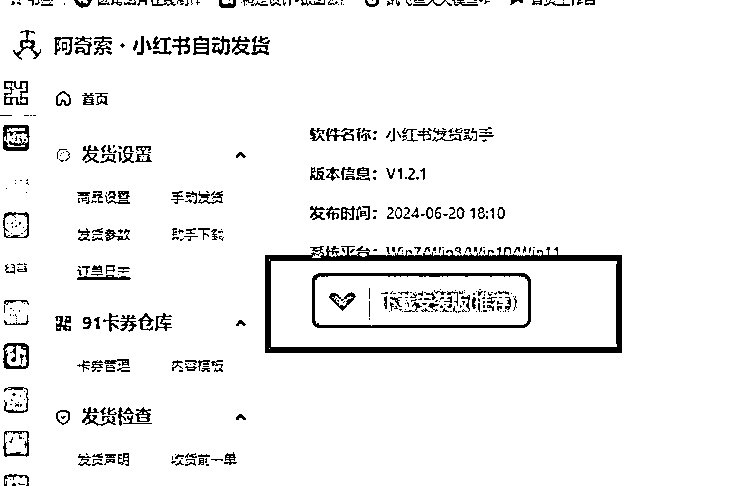 阿奇索·小红书自动发货
首页
发货设置
商品设置 手动发货
发货参数 助手下载
订单日志
91卡券仓库
卡券管理 内容模板
发货检查
发货声明 收货前一单
软件名称：小红书发货助手
版本信息：V1.2.1
发布时间：2024-06-20 18:10
系统平台：Win7/Win8/Win10/Win11
下载安装版(推荐)